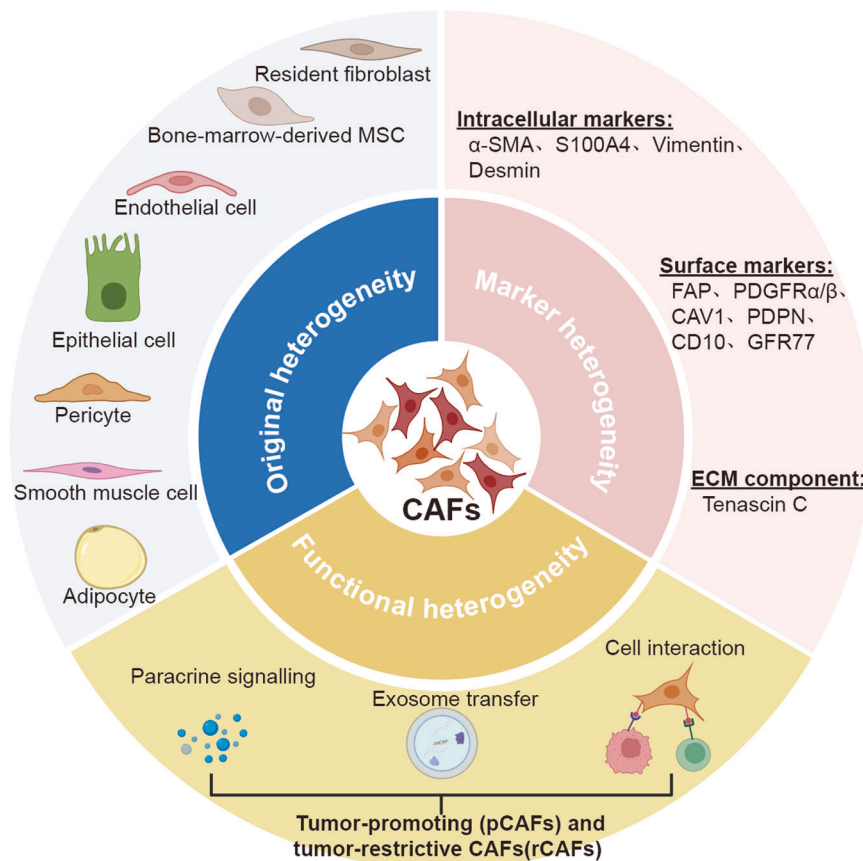 Resident fibroblast
Bone-marrow-derived MSC
Endothelial cell
Epithelial cell
Pericyte
Smooth muscle cell
Adipocyte
Original heterogeneity
Marker heterogeneity
Functional heterogeneity
CAFs
Intracellular markers:
α-SMA、S100A4、Vimentin、
Desmin
Surface markers:
FAP、PDGFRα/β、
CAV1、PDPN、
CD10、GFR77
ECM component:
Tenascin C
Paracrine signalling
Exosome transfer
Cell interaction
Tumor-promoting (pCAFs) and
tumor-restrictive CAFs(rCAFs)